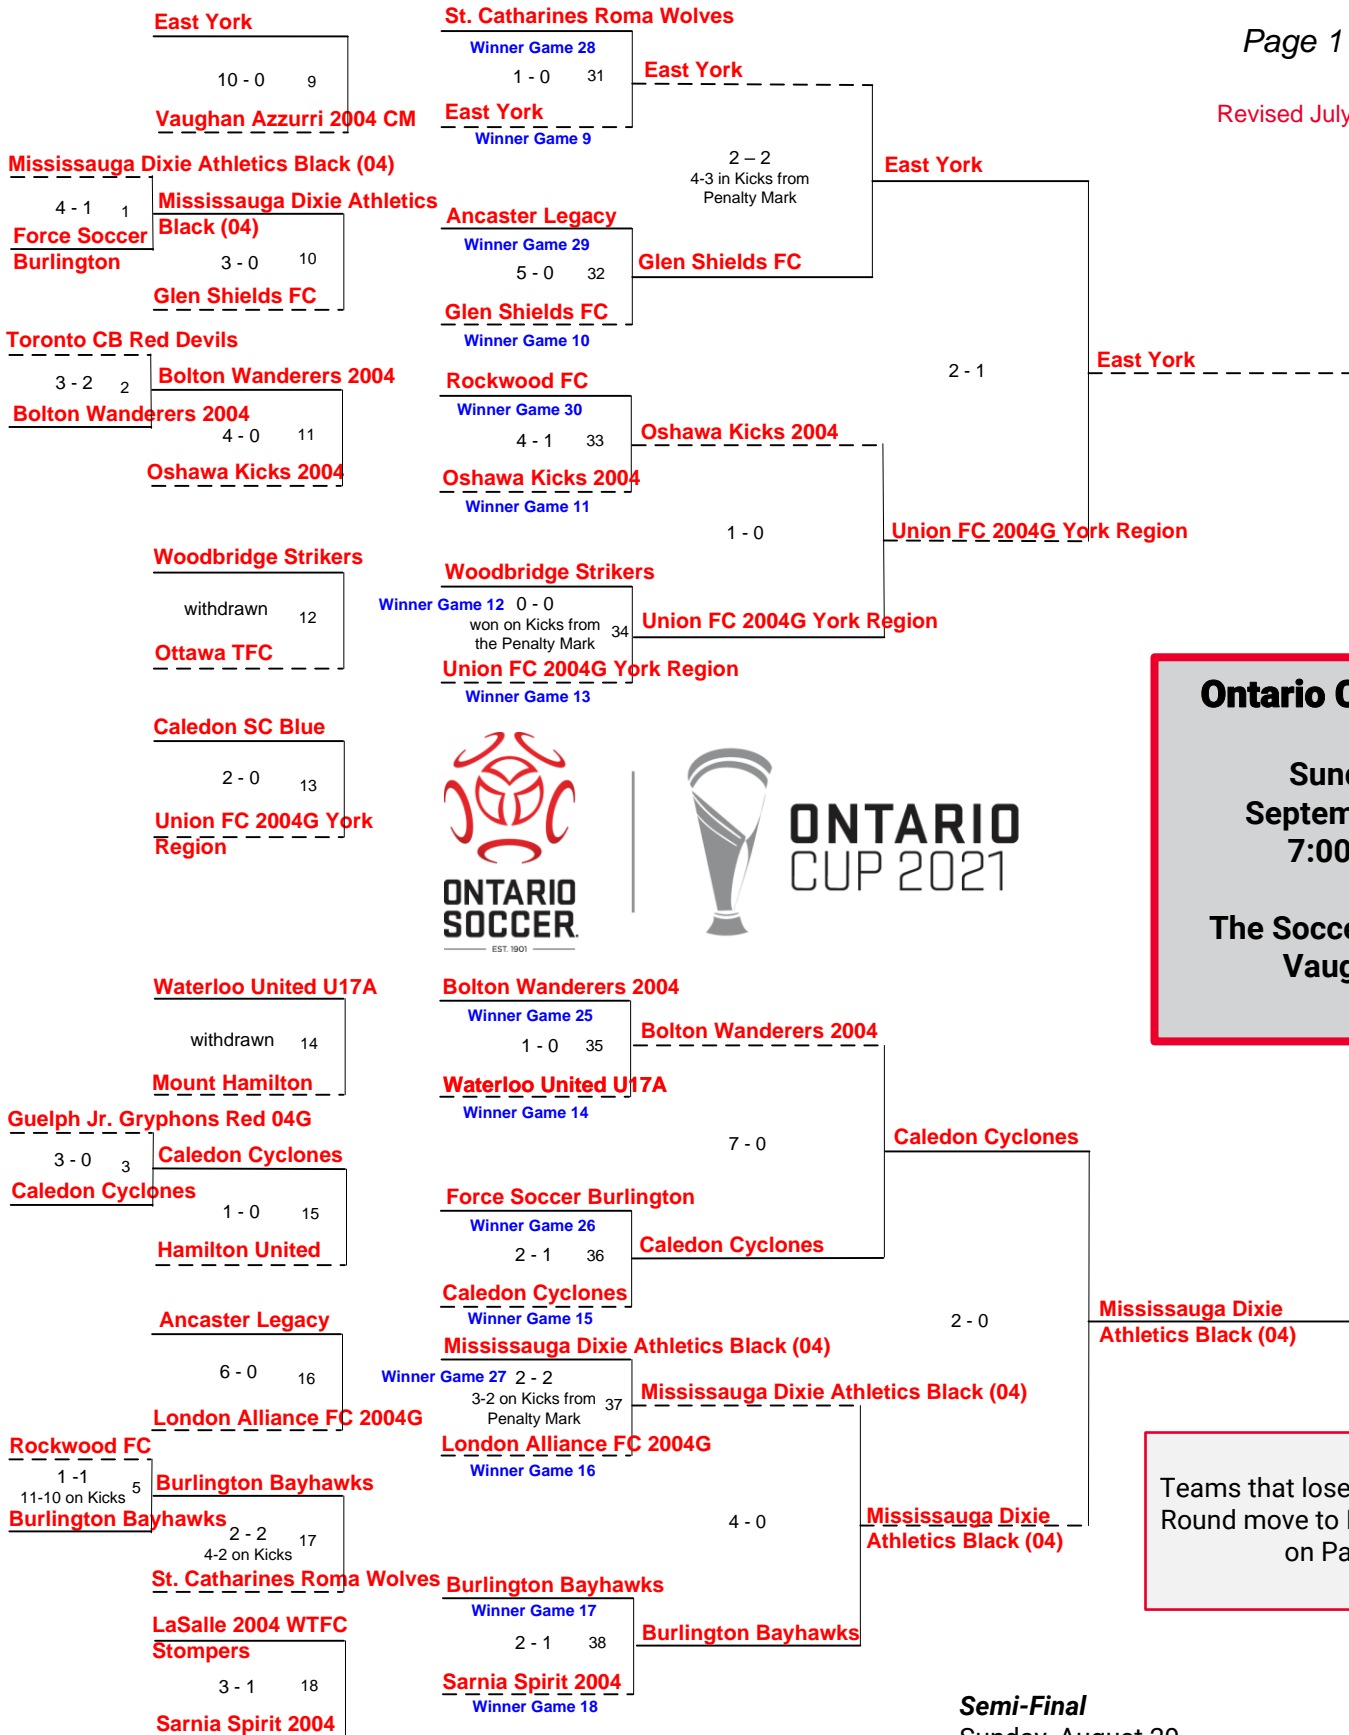 Page 1
Revised July
East York
10 - 0 9
Vaughan Azzurri 2004 CM
Mississauga Dixie Athletics Black (04)
4 - 1 1
Force Soccer
Burlington
Mississauga Dixie Athletics
Black (04)
3 - 0 10
Glen Shields FC
Toronto CB Red Devils
3 - 2 2
Bolton Wanderers 2004
Bolton Wanderers 2004
4 - 0 11
Oshawa Kicks 2004
Woodbridge Strikers
withdrawn 12
Ottawa TFC
Caledon SC Blue
2 - 0 13
Union FC 2004G York
Region
St. Catharines Roma Wolves
Winner Game 28
1 - 0 31
East York
Winner Game 9
Ancaster Legacy
Winner Game 29
5 - 0 32
Glen Shields FC
Winner Game 10
Rockwood FC
Winner Game 30
4 - 1 33
Oshawa Kicks 2004
Winner Game 11
Woodbridge Strikers
Winner Game 12 0 - 0
won on Kicks from
the Penalty Mark
34
Union FC 2004G York Region
Winner Game 13
East York
2 – 2
4-3 in Kicks from
Penalty Mark
Glen Shields FC
Oshawa Kicks 2004
1 - 0
Union FC 2004G York Region
East York
2 - 1
Union FC 2004G York Region
East York
ONTARIO
SOCCER.
EST. 1901
ONTARIO
CUP 2021
7:00
Waterloo United U17A
withdrawn 14
Mount Hamilton
Guelph Jr. Gryphons Red 04G
3 - 0 3
Caledon Cyclones
Caledon Cyclones
1 - 0 15
Hamilton United
Ancaster Legacy
6 - 0 16
London Alliance FC 2004G
Rockwood FC
1 -1
11-10 on Kicks 5
Burlington Bayhawks
Burlington Bayhawks
2 - 2
4-2 on Kicks 17
St. Catharines Roma Wolves
LaSalle 2004 WTFC
Stompers
3 - 1 18
Sarnia Spirit 2004
Bolton Wanderers 2004
Winner Game 25
1 - 0 35
Waterloo United U17A
Winner Game 14
Force Soccer Burlington
Winner Game 26
2 - 1 36
Caledon Cyclones
Winner Game 15
Mississauga Dixie Athletics Black (04)
Winner Game 27 2 - 2
3-2 on Kicks from
Penalty Mark
37
London Alliance FC 2004G
Winner Game 16
Burlington Bayhawks
Winner Game 17
2 - 1 38
Sarnia Spirit 2004
Winner Game 18
Bolton Wanderers 2004
7 - 0
Caledon Cyclones
Mississauga Dixie Athletics Black (04)
4 - 0
Burlington Bayhawks
Caledon Cyclones
2 - 0
Mississauga Dixie
Athletics Black (04)
Mississauga Dixie
Athletics Black (04)
Ontario
The
Teams that lose
Round move to
on
Semi-Final
Sunday, August 29